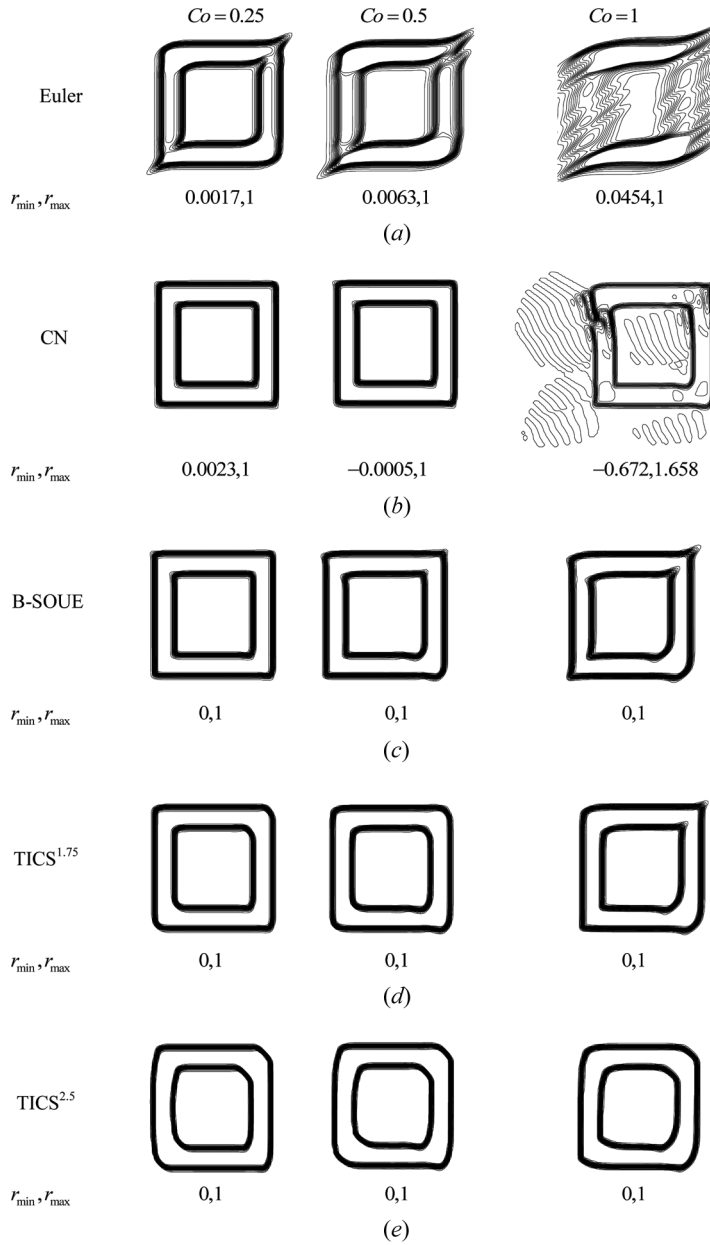 Co = 0.25 Co = 0.5 Co = 1
Euler
r_min, r_max 0.0017,1 0.0063,1 0.0454,1
(a)
CN
r_min, r_max 0.0023,1 −0.0005,1 −0.672,1.658
(b)
B-SOUE
r_min, r_max 0,1 0,1 0,1
(c)
TICS^1.75
r_min, r_max 0,1 0,1 0,1
(d)
TICS^2.5
r_min, r_max 0,1 0,1 0,1
(e)